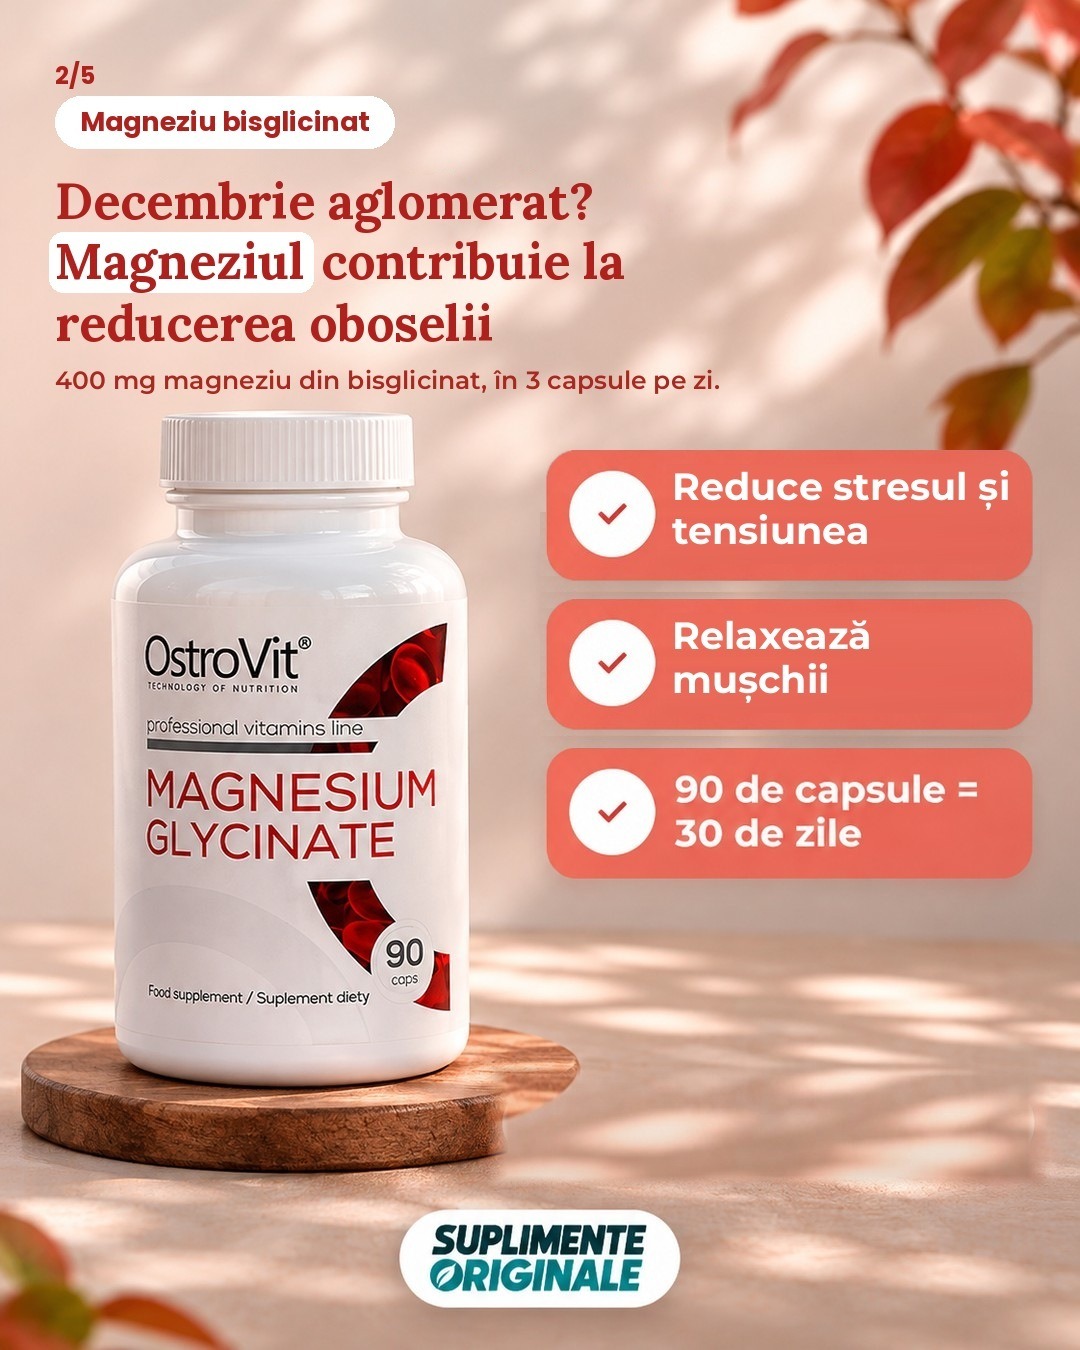 2/5
Magneziu bisglicinat
Decembrie aglomerat?
Magneziul contribuie la
reducerea oboselii
400 mg magneziu din bisglicinat, în 3 capsule pe zi.
OstroVit®
TECHNOLOGY OF NUTRITION
professional vitamins line
MAGNESIUM
GLYCINATE
90
caps
Food supplement / Suplement diety
Reduce stresul și
tensiunea
Relaxează
mușchii
90 de capsule =
30 de zile
SUPLIMENTE
ORIGINALE